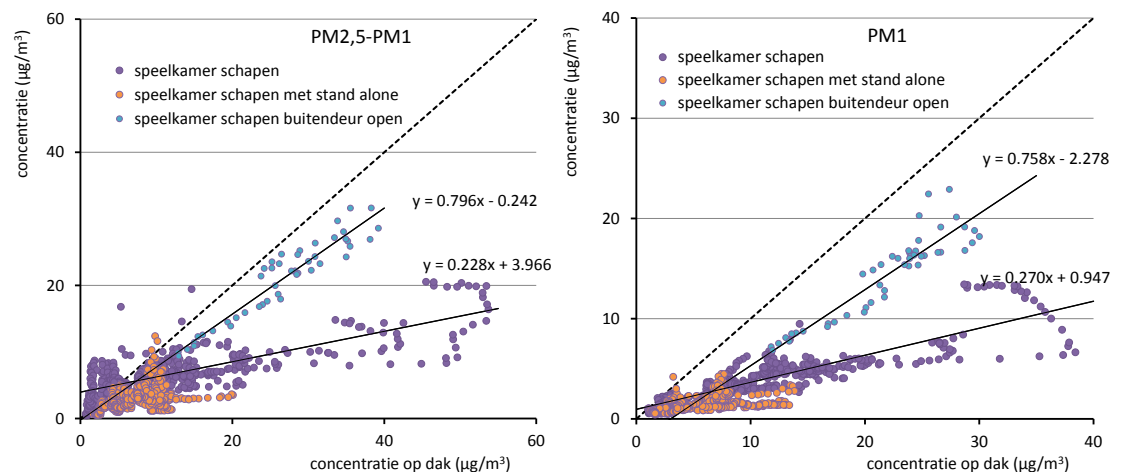 PM2,5-PM1
concentratie (µg/m³)
60
40
20
0
speelkamer schapen
speelkamer schapen met stand alone
speelkamer schapen buitendeur open
y = 0.796x - 0.242
y = 0.228x + 3.966
0
20
40
60
concentratie op dak (µg/m³)
PM1
concentratie (µg/m³)
40
30
20
10
0
speelkamer schapen
speelkamer schapen met stand alone
speelkamer schapen buitendeur open
y = 0.758x - 2.278
y = 0.270x + 0.947
0
10
20
30
40
concentratie op dak (µg/m³)